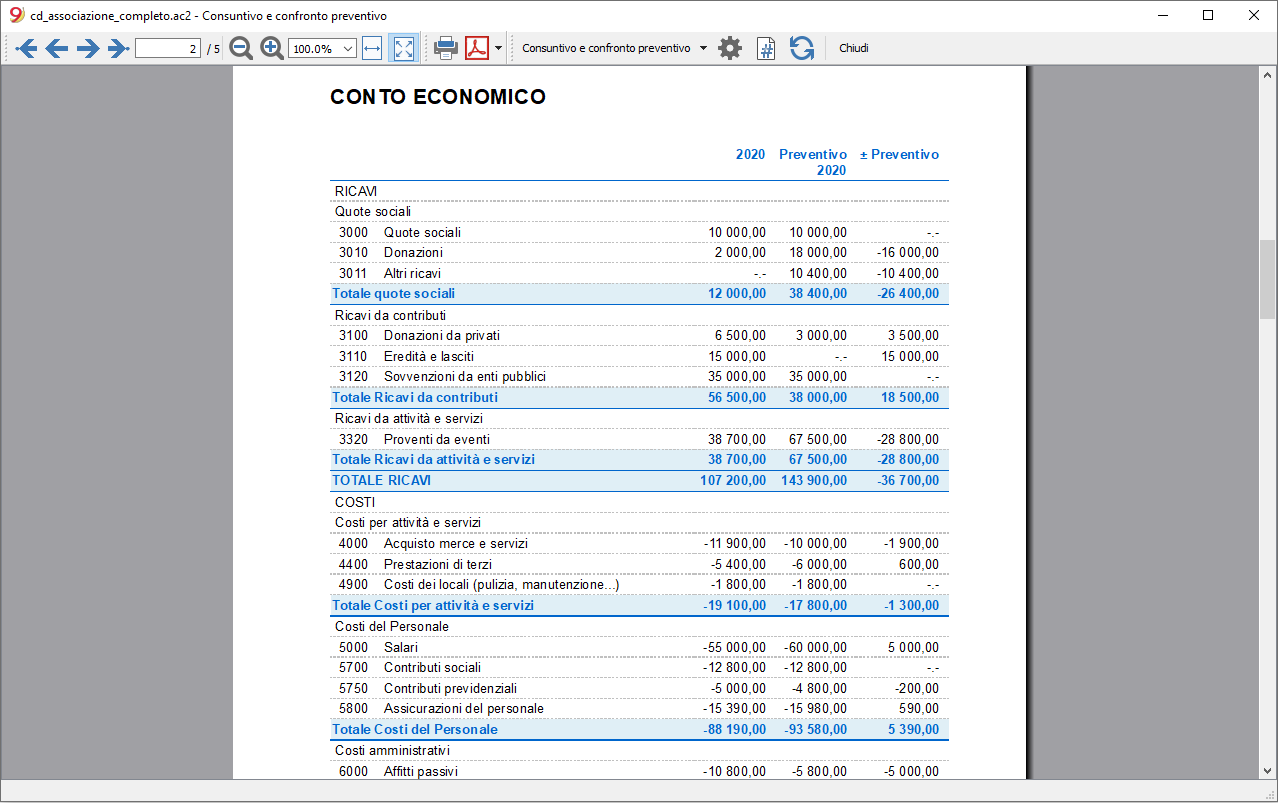 cd_associazione_completo.ac2 - Consuntivo e confronto preventivo
2 / 5 100.0% Consuntivo e confronto preventivo Chiudi
CONTO ECONOMICO
2020 Preventivo ± Preventivo
2020
RICAVI
Quote sociali
3000 Quote sociali 10 000,00 10 000,00 -.-
3010 Donazioni 2 000,00 18 000,00 -16 000,00
3011 Altri ricavi -.- 10 400,00 -10 400,00
Totale quote sociali 12 000,00 38 400,00 -26 400,00
Ricavi da contributi
3100 Donazioni da privati 6 500,00 3 000,00 3 500,00
3110 Eredità e lasciti 15 000,00 -.- 15 000,00
3120 Sovvenzioni da enti pubblici 35 000,00 35 000,00 -.-
Totale Ricavi da contributi 56 500,00 38 000,00 18 500,00
Ricavi da attività e servizi
3320 Proventi da eventi 38 700,00 67 500,00 -28 800,00
Totale Ricavi da attività e servizi 38 700,00 67 500,00 -28 800,00
TOTALE RICAVI 107 200,00 143 900,00 -36 700,00
COSTI
Costi per attività e servizi
4000 Acquisto merce e servizi -11 900,00 -10 000,00 -1 900,00
4400 Prestazioni di terzi -5 400,00 -6 000,00 600,00
4900 Costi dei locali (pulizia, manutenzione...) -1 800,00 -1 800,00 -.-
Totale Costi per attività e servizi -19 100,00 -17 800,00 -1 300,00
Costi del Personale
5000 Salari -55 000,00 -60 000,00 5 000,00
5700 Contributi sociali -12 800,00 -12 800,00 -.-
5750 Contributi previdenziali -5 000,00 -4 800,00 -200,00
5800 Assicurazioni del personale -15 390,00 -15 980,00 590,00
Totale Costi del Personale -88 190,00 -93 580,00 5 390,00
Costi amministrativi
6000 Affitti passivi -10 800,00 -5 800,00 -5 000,00